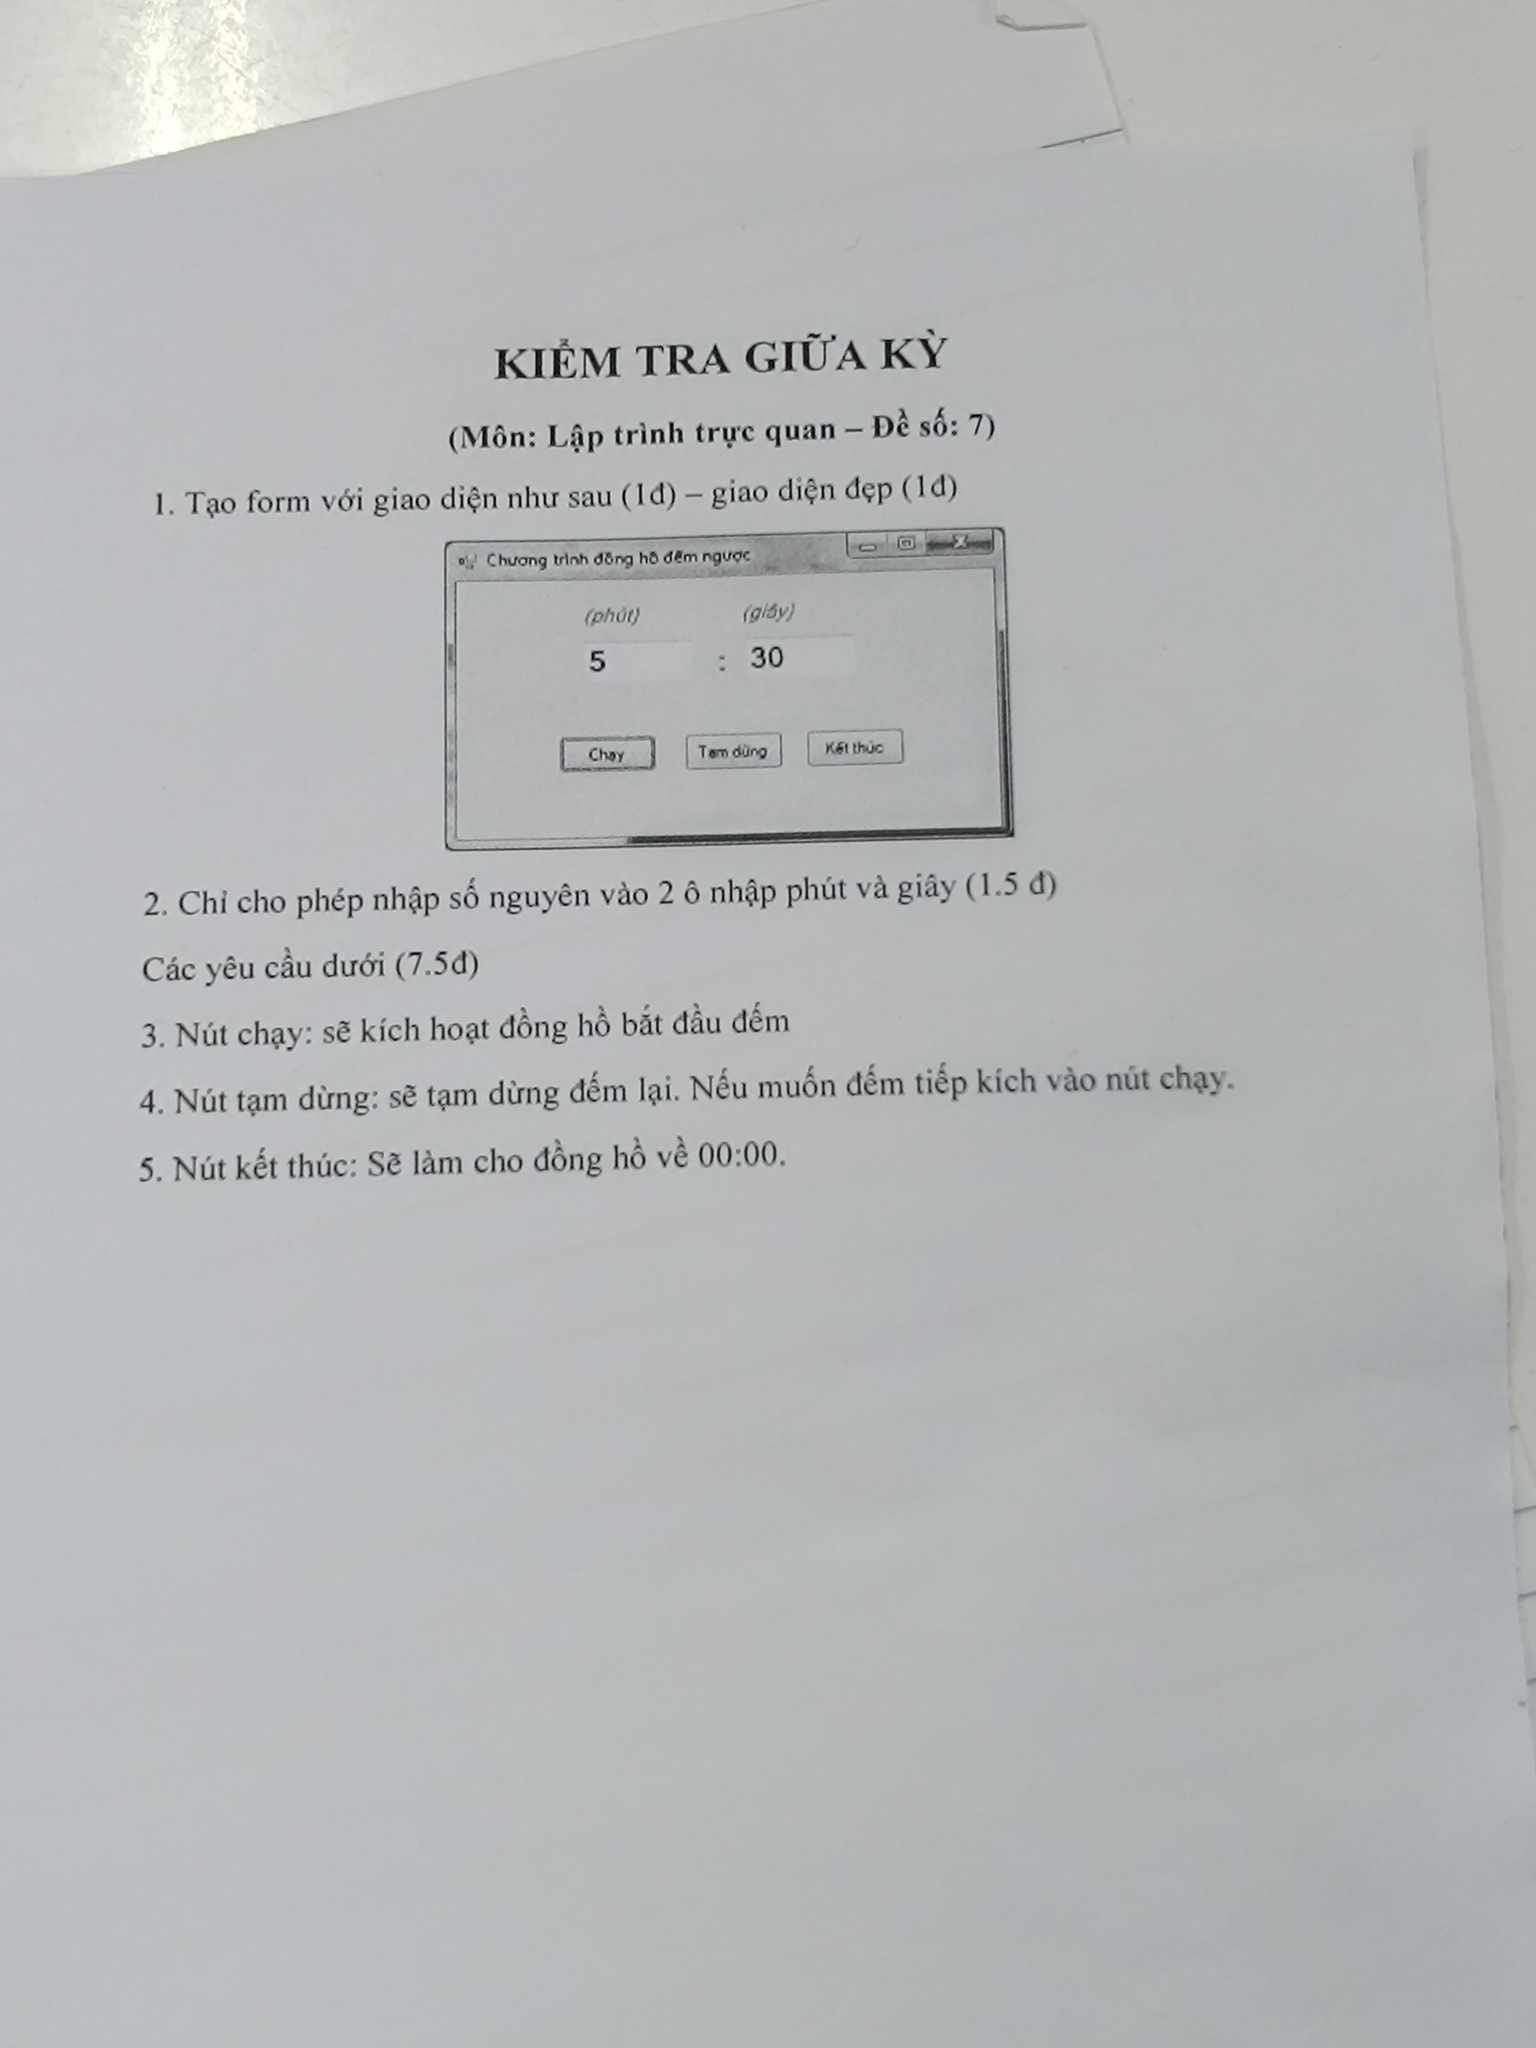 KIỂM TRA GIỮA KỲ
(Môn: Lập trình trực quan – Đề số: 7)
1. Tạo form với giao diện như sau (1đ) – giao diện đẹp (1đ)
Chương trình đồng hồ đếm ngược
(phút) (giây)
5 : 30
Chạy Tạm dừng Kết thúc
2. Chỉ cho phép nhập số nguyên vào 2 ô nhập phút và giây (1.5 đ)
Các yêu cầu dưới (7.5đ)
3. Nút chạy: sẽ kích hoạt đồng hồ bắt đầu đếm
4. Nút tạm dừng: sẽ tạm dừng đếm lại. Nếu muốn đếm tiếp kích vào nút chạy.
5. Nút kết thúc: Sẽ làm cho đồng hồ về 00:00.